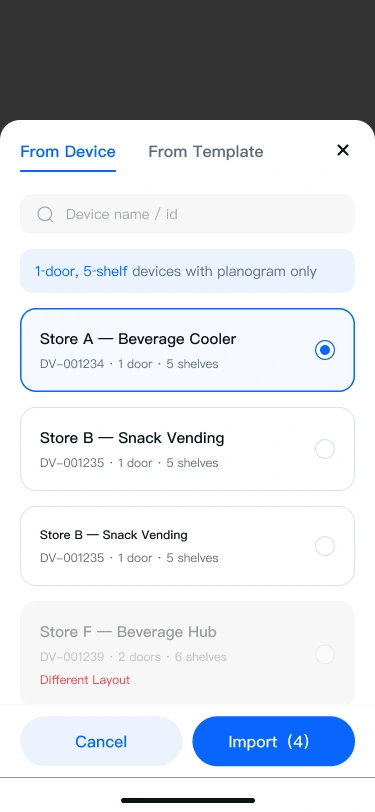 From Device
From Template
Device name / id
1-door, 5-shelf devices with planogram only
Store A — Beverage Cooler
DV-001234 · 1 door · 5 shelves
Store B — Snack Vending
DV-001235 · 1 door · 5 shelves
Store B — Snack Vending
DV-001235 · 1 door · 5 shelves
Store F — Beverage Hub
DV-001239 · 2 doors · 6 shelves
Different Layout
Cancel
Import（4）